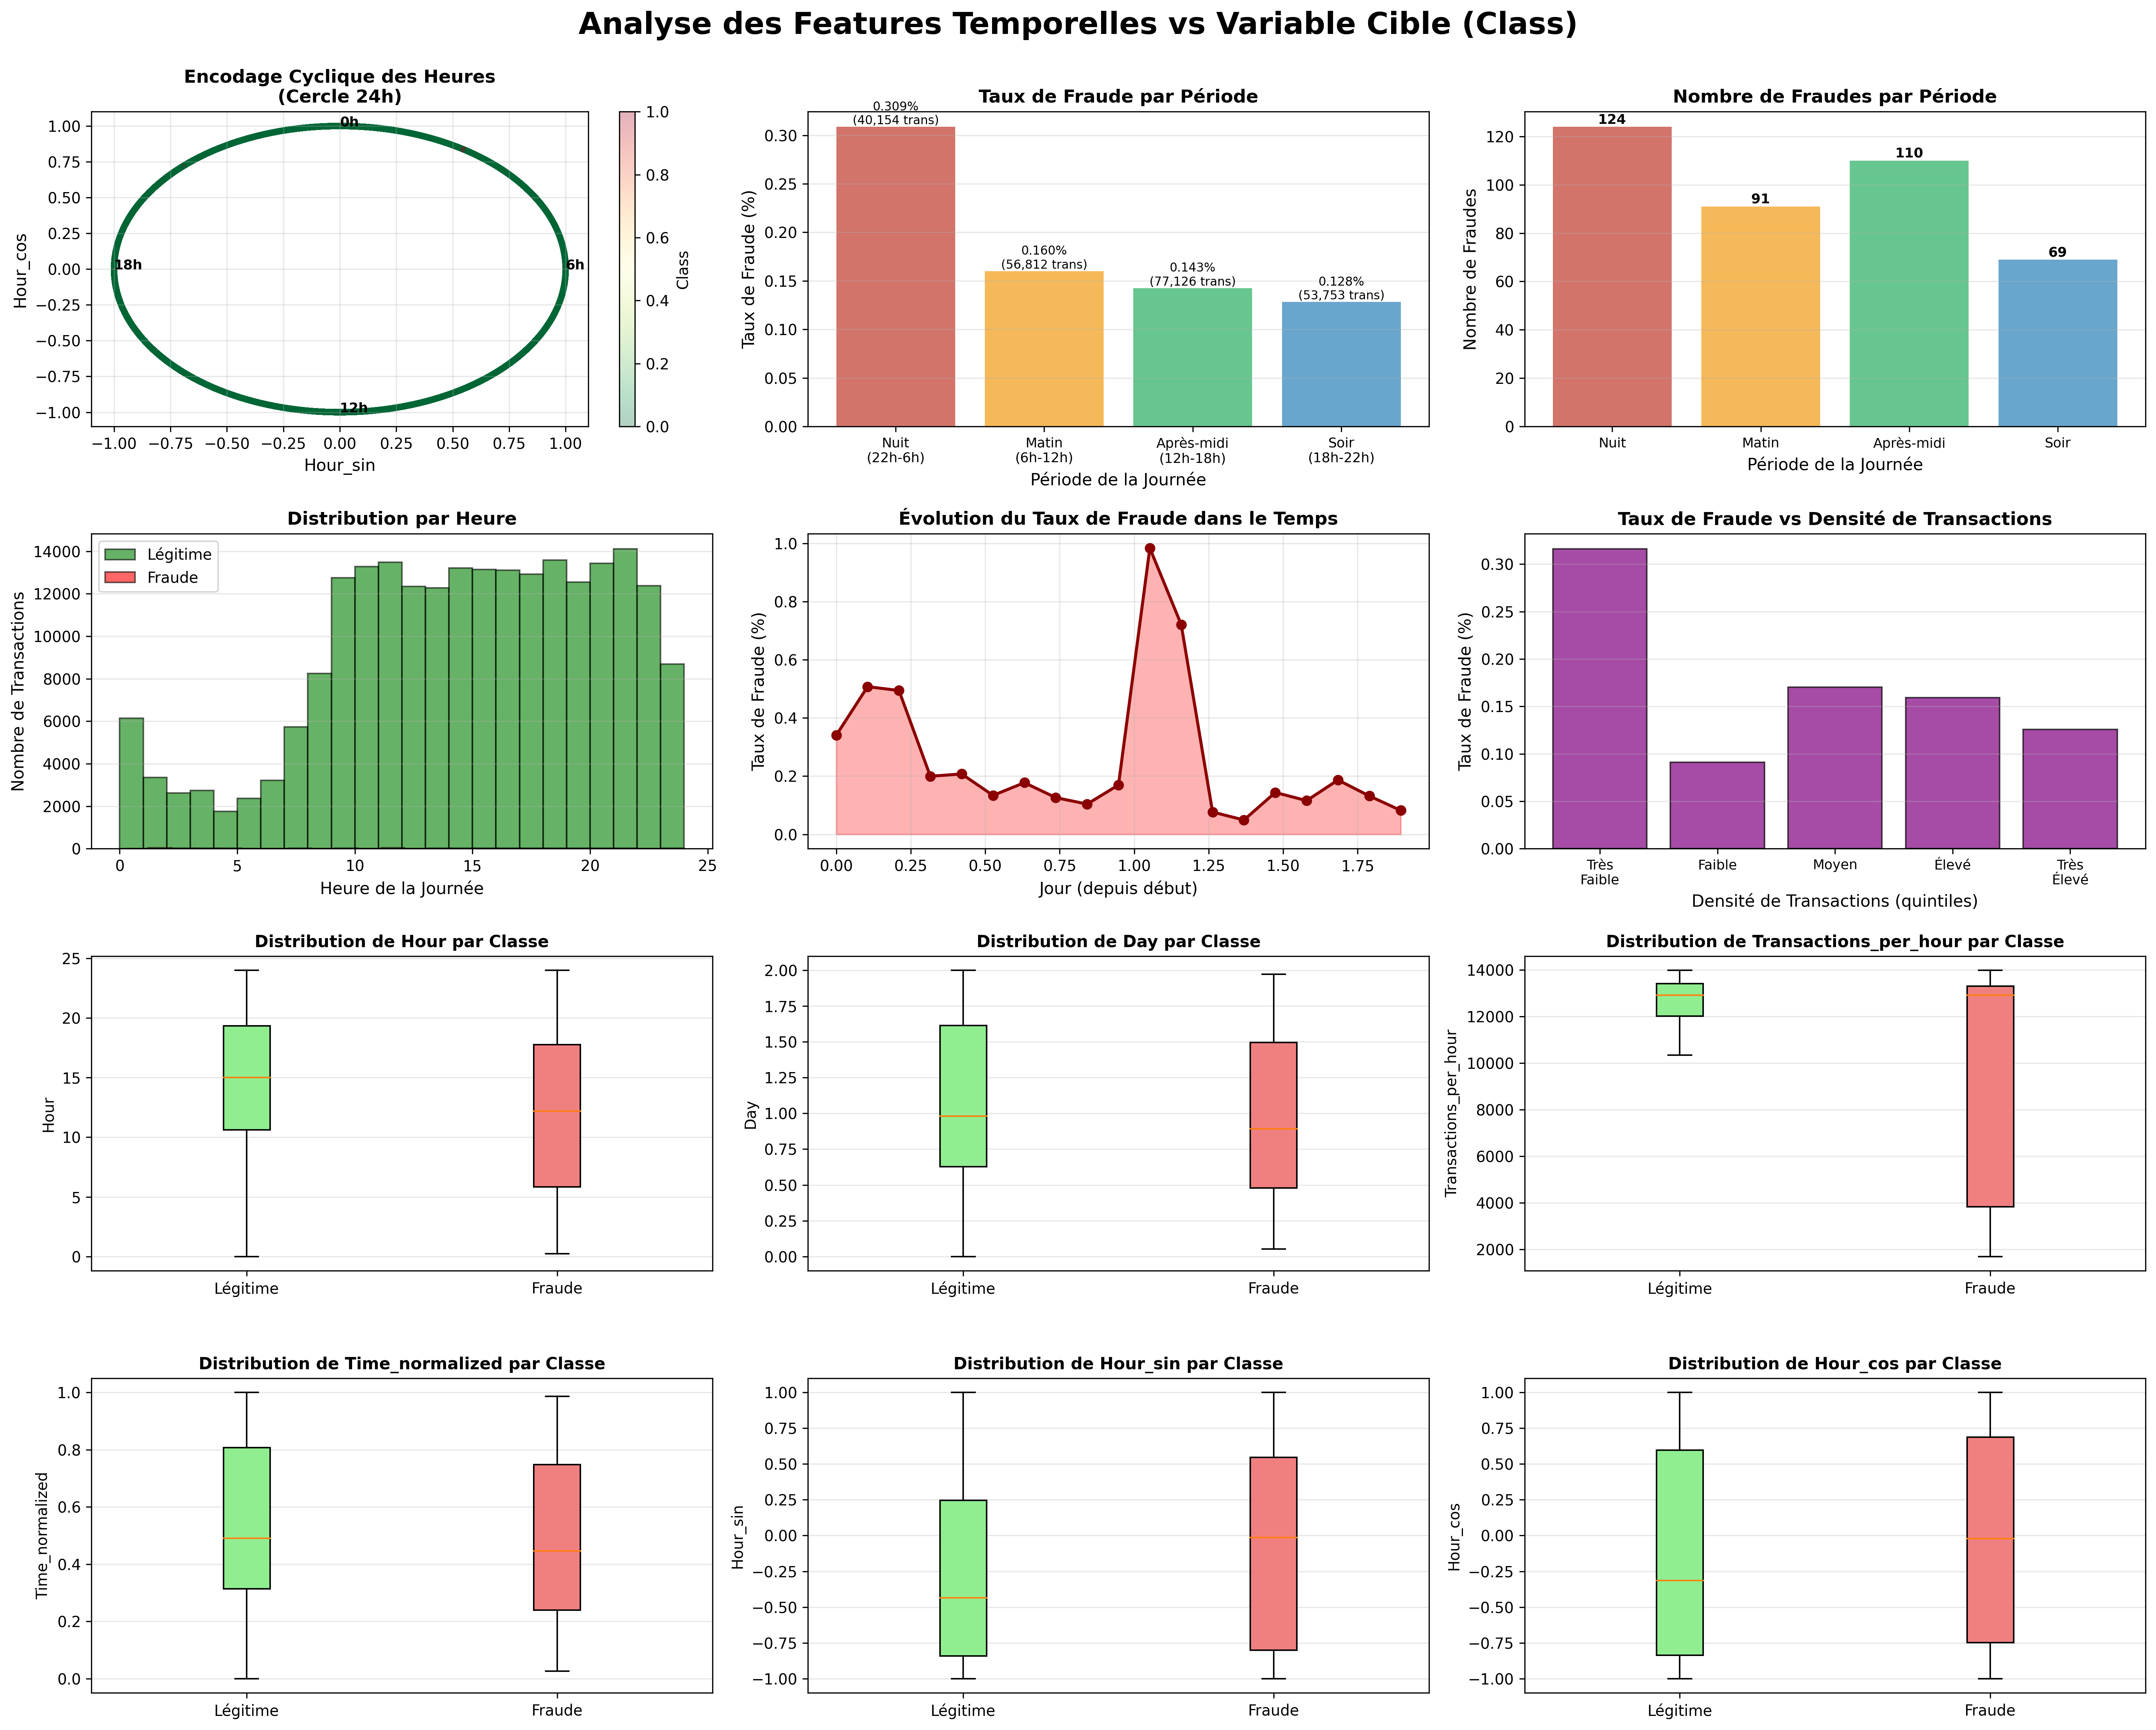 Analyse des Features Temporelles vs Variable Cible (Class)
Encodage Cyclique des Heures
(Cercle 24h)
1.00
0.75
0.50
0.25
0.00
−0.25
−0.50
−0.75
−1.00
Hour_cos
0h
6h
12h
18h
−1.00 −0.75 −0.50 −0.25 0.00 0.25 0.50 0.75 1.00
Hour_sin
1.0
0.8
0.6
0.4
0.2
0.0
Class
Taux de Fraude par Période
0.30
0.25
0.20
0.15
0.10
0.05
0.00
Taux de Fraude (%)
0.309%
(40,154 trans)
0.160%
(56,812 trans)
0.143%
(77,126 trans)
0.128%
(53,753 trans)
Nuit Matin Après-midi Soir
(22h-6h) (6h-12h) (12h-18h) (18h-22h)
Période de la Journée
Nombre de Fraudes par Période
120
100
80
60
40
20
0
Nombre de Fraudes
124
91
110
69
Nuit Matin Après-midi Soir
Période de la Journée
Distribution par Heure
Légitime
Fraude
14000
12000
10000
8000
6000
4000
2000
0
Nombre de Transactions
0 5 10 15 20 25
Heure de la Journée
Évolution du Taux de Fraude dans le Temps
1.0
0.8
0.6
0.4
0.2
0.0
Taux de Fraude (%)
0.00 0.25 0.50 0.75 1.00 1.25 1.50 1.75
Jour (depuis début)
Taux de Fraude vs Densité de Transactions
0.30
0.25
0.20
0.15
0.10
0.05
0.00
Taux de Fraude (%)
Très Faible Moyen Élevé Très
Faible Élevé
Densité de Transactions (quintiles)
Distribution de Hour par Classe
25
20
15
10
5
0
Hour
Légitime Fraude
Distribution de Day par Classe
2.00
1.75
1.50
1.25
1.00
0.75
0.50
0.25
0.00
Day
Légitime Fraude
Distribution de Transactions_per_hour par Classe
14000
12000
10000
8000
6000
4000
2000
Transactions_per_hour
Légitime Fraude
Distribution de Time_normalized par Classe
1.0
0.8
0.6
0.4
0.2
0.0
Time_normalized
Légitime Fraude
Distribution de Hour_sin par Classe
1.00
0.75
0.50
0.25
0.00
−0.25
−0.50
−0.75
−1.00
Hour_sin
Légitime Fraude
Distribution de Hour_cos par Classe
1.00
0.75
0.50
0.25
0.00
−0.25
−0.50
−0.75
−1.00
Hour_cos
Légitime Fraude